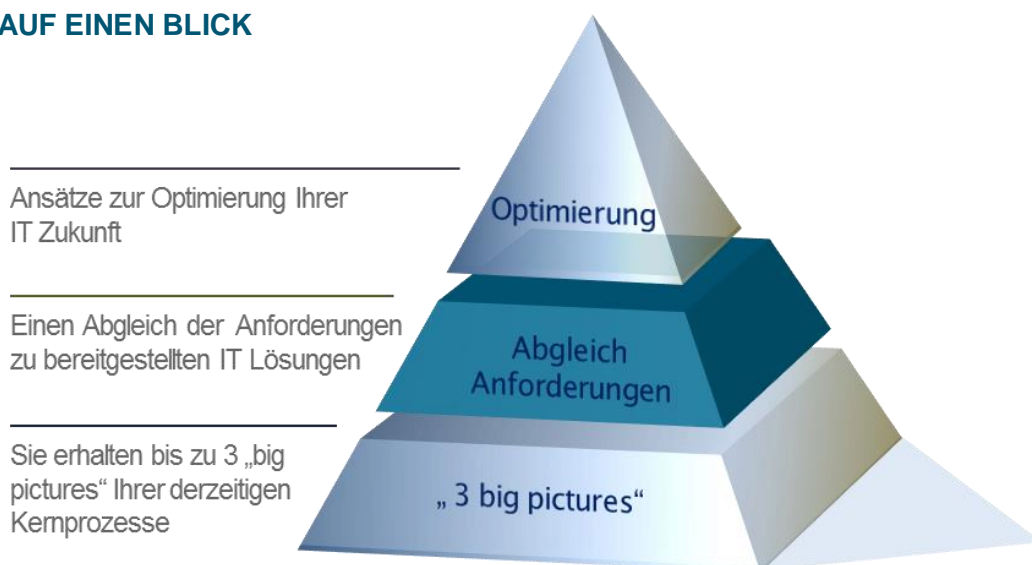 AUF EINEN BLICK
Ansätze zur Optimierung Ihrer
IT Zukunft
Optimierung
Einen Abgleich der Anforderungen
zu bereitgestellten IT Lösungen
Abgleich
Anforderungen
Sie erhalten bis zu 3 „big
pictures“ Ihrer derzeitigen
Kernprozesse
„ 3 big pictures“